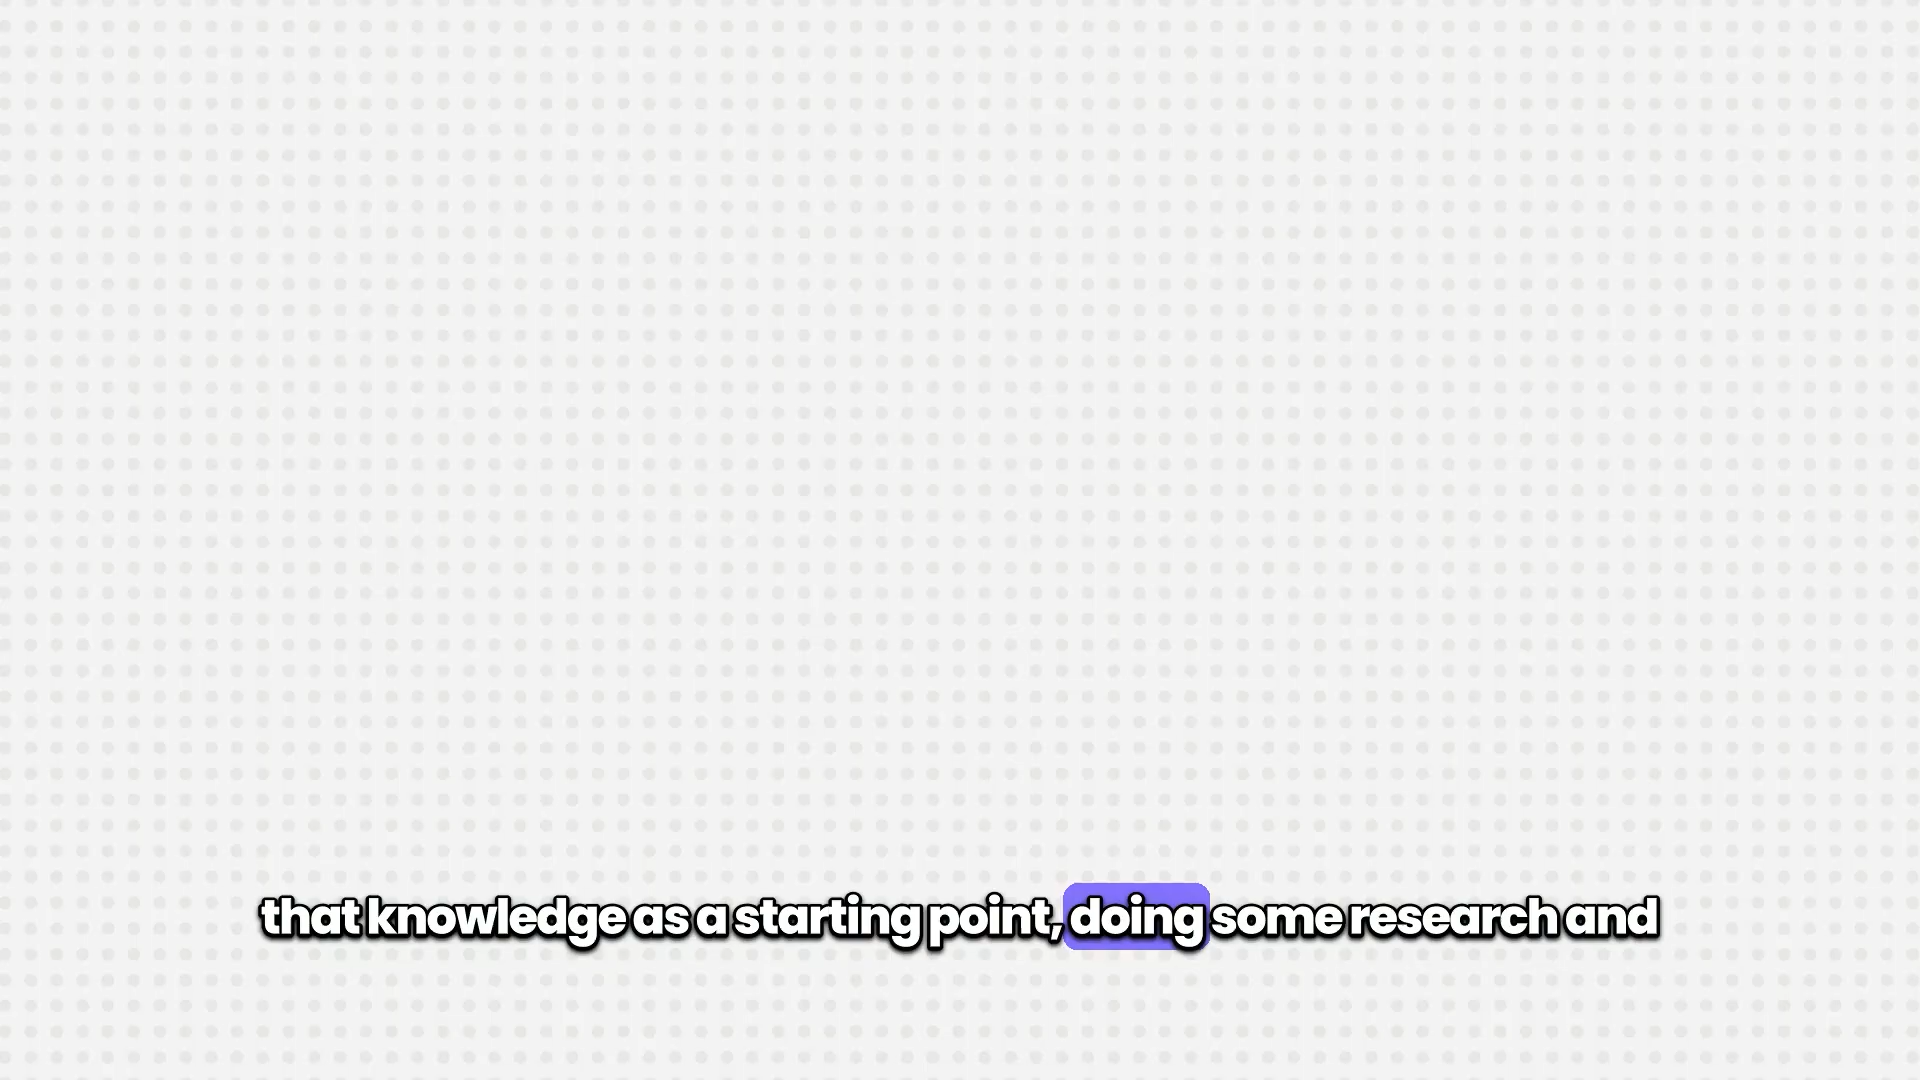 that knowledge as a starting point, doing some research and